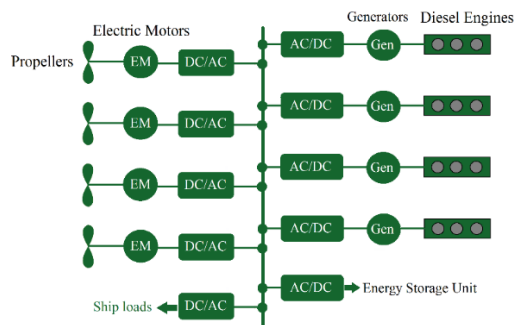 Electric Motors
Generators
Diesel Engines
Propellers
EM
DC/AC
AC/DC
Gen
EM
DC/AC
AC/DC
Gen
EM
DC/AC
AC/DC
Gen
EM
DC/AC
AC/DC
Gen
Ship loads
DC/AC
AC/DC
Energy Storage Unit